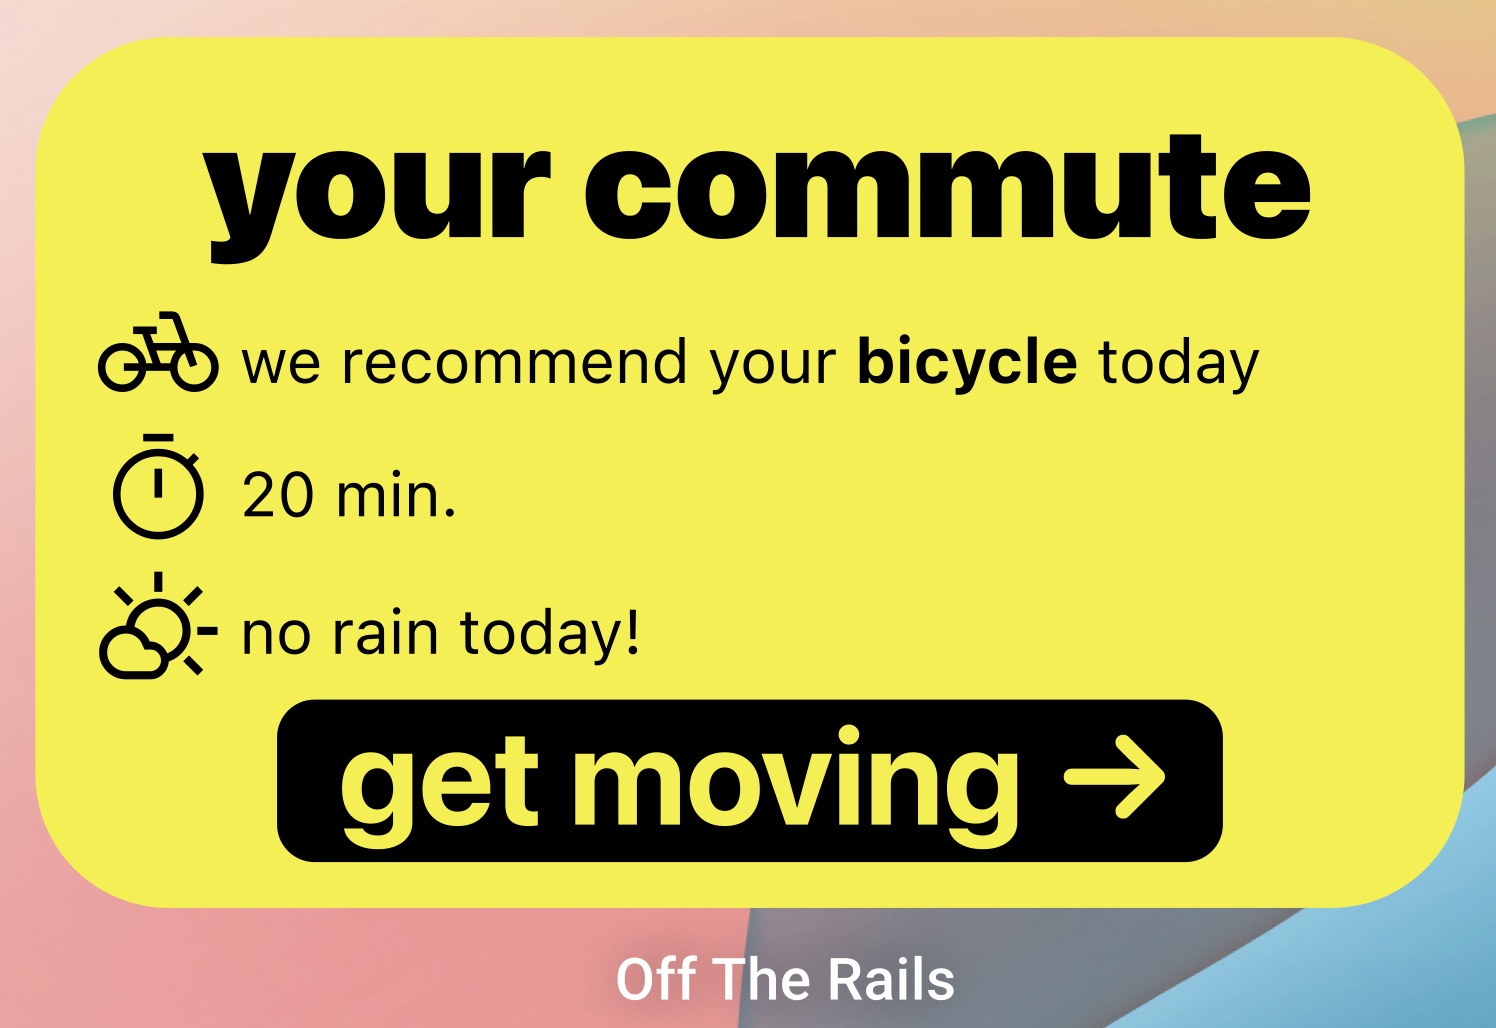 your commute
we recommend your bicycle today
20 min.
no rain today!
get moving →
Off The Rails